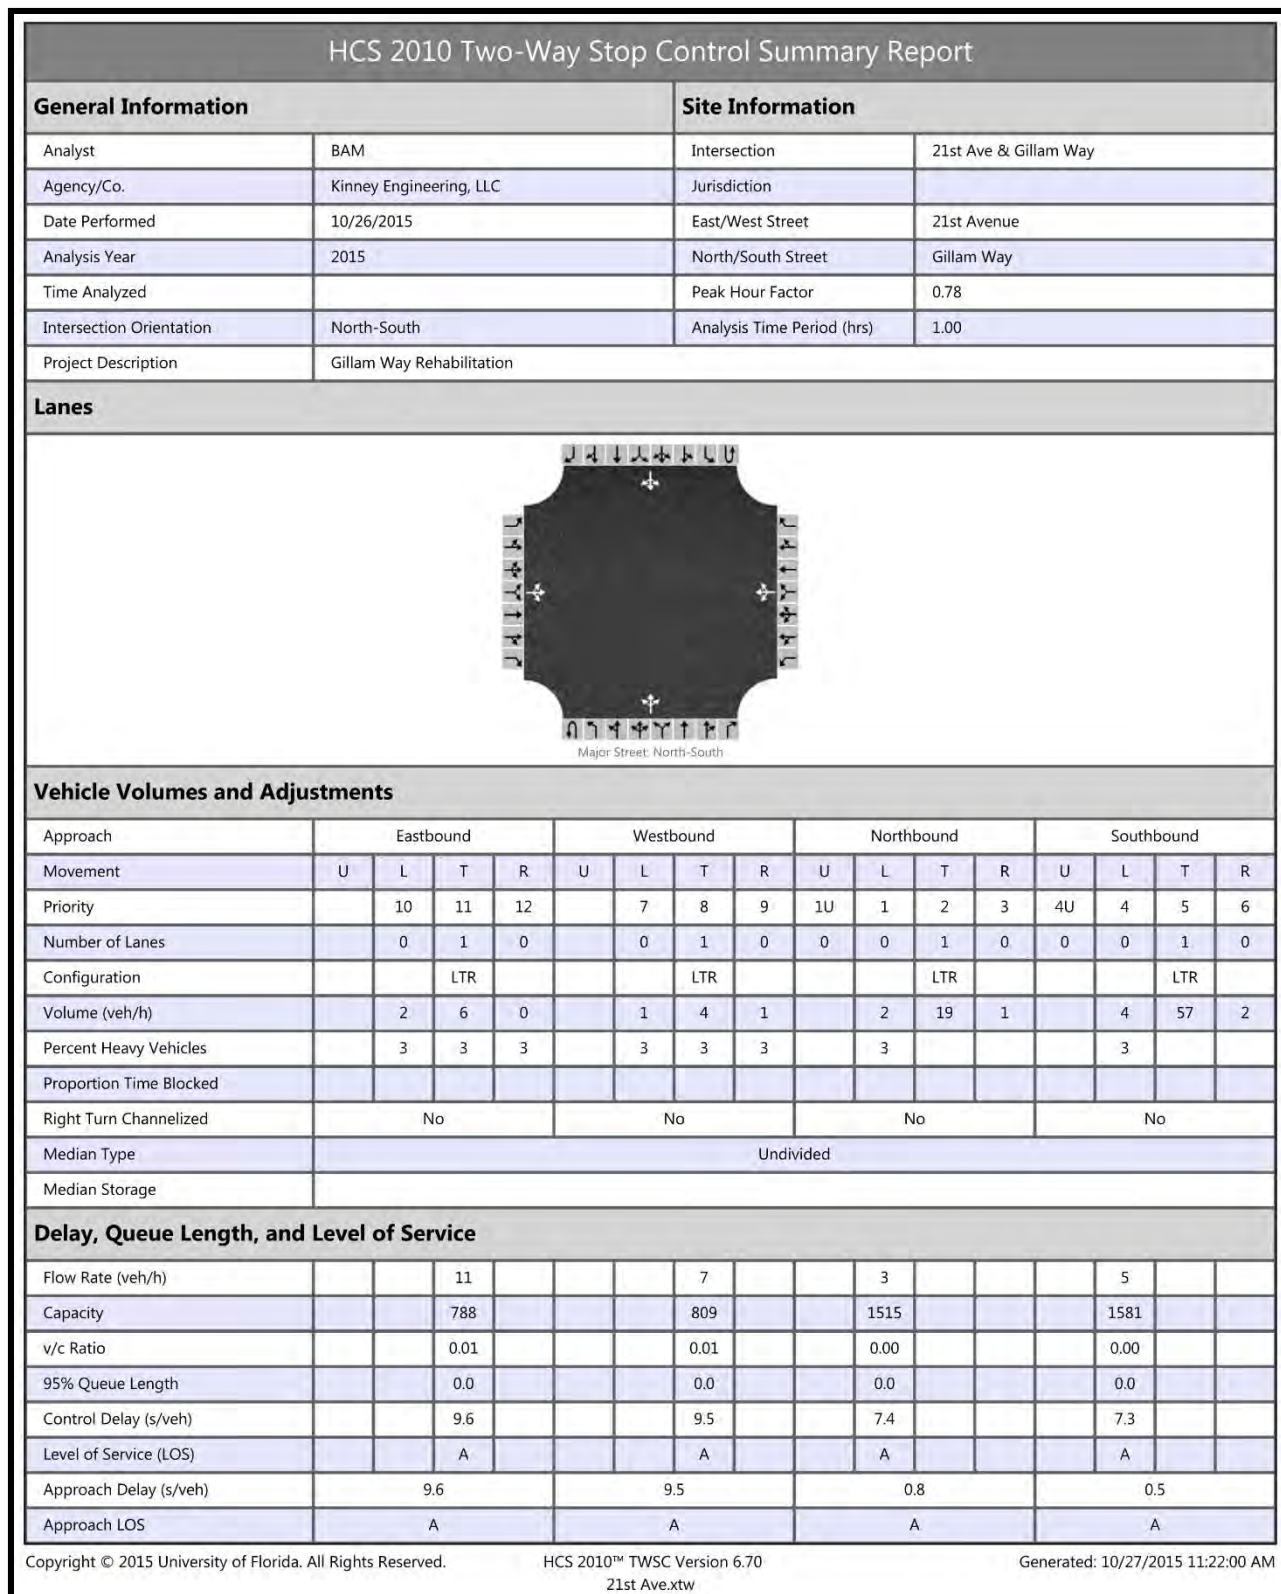 HCS 2010 Two-Way Stop Control Summary Report
General Information Site Information
Analyst BAM Intersection 21st Ave & Gillam Way
Agency/Co. Kinney Engineering, LLC Jurisdiction
Date Performed 10/26/2015 East/West Street 21st Avenue
Analysis Year 2015 North/South Street Gillam Way
Time Analyzed Peak Hour Factor 0.78
Intersection Orientation North-South Analysis Time Period (hrs) 1.00
Project Description Gillam Way Rehabilitation
Lanes
Major Street: North-South
Vehicle Volumes and Adjustments
Approach Eastbound Westbound Northbound Southbound
Movement U L T R U L T R U L T R U L T R
Priority 10 11 12 7 8 9 1U 1 2 3 4U 4 5 6
Number of Lanes 0 1 0 0 1 0 0 0 1 0 0 0 1 0
Configuration LTR LTR LTR LTR
Volume (veh/h) 2 6 0 1 4 1 2 19 1 4 57 2
Percent Heavy Vehicles 3 3 3 3 3 3 3 3
Proportion Time Blocked
Right Turn Channelized No No No No
Median Type Undivided
Median Storage
Delay, Queue Length, and Level of Service
Flow Rate (veh/h) 11 7 3 5
Capacity 788 809 1515 1581
v/c Ratio 0.01 0.01 0.00 0.00
95% Queue Length 0.0 0.0 0.0 0.0
Control Delay (s/veh) 9.6 9.5 7.4 7.3
Level of Service (LOS) A A A A
Approach Delay (s/veh) 9.6 9.5 0.8 0.5
Approach LOS A A A A
Copyright © 2015 University of Florida. All Rights Reserved. HCS 2010™ TWSC Version 6.70 Generated: 10/27/2015 11:22:00 AM
21st Ave.xtw